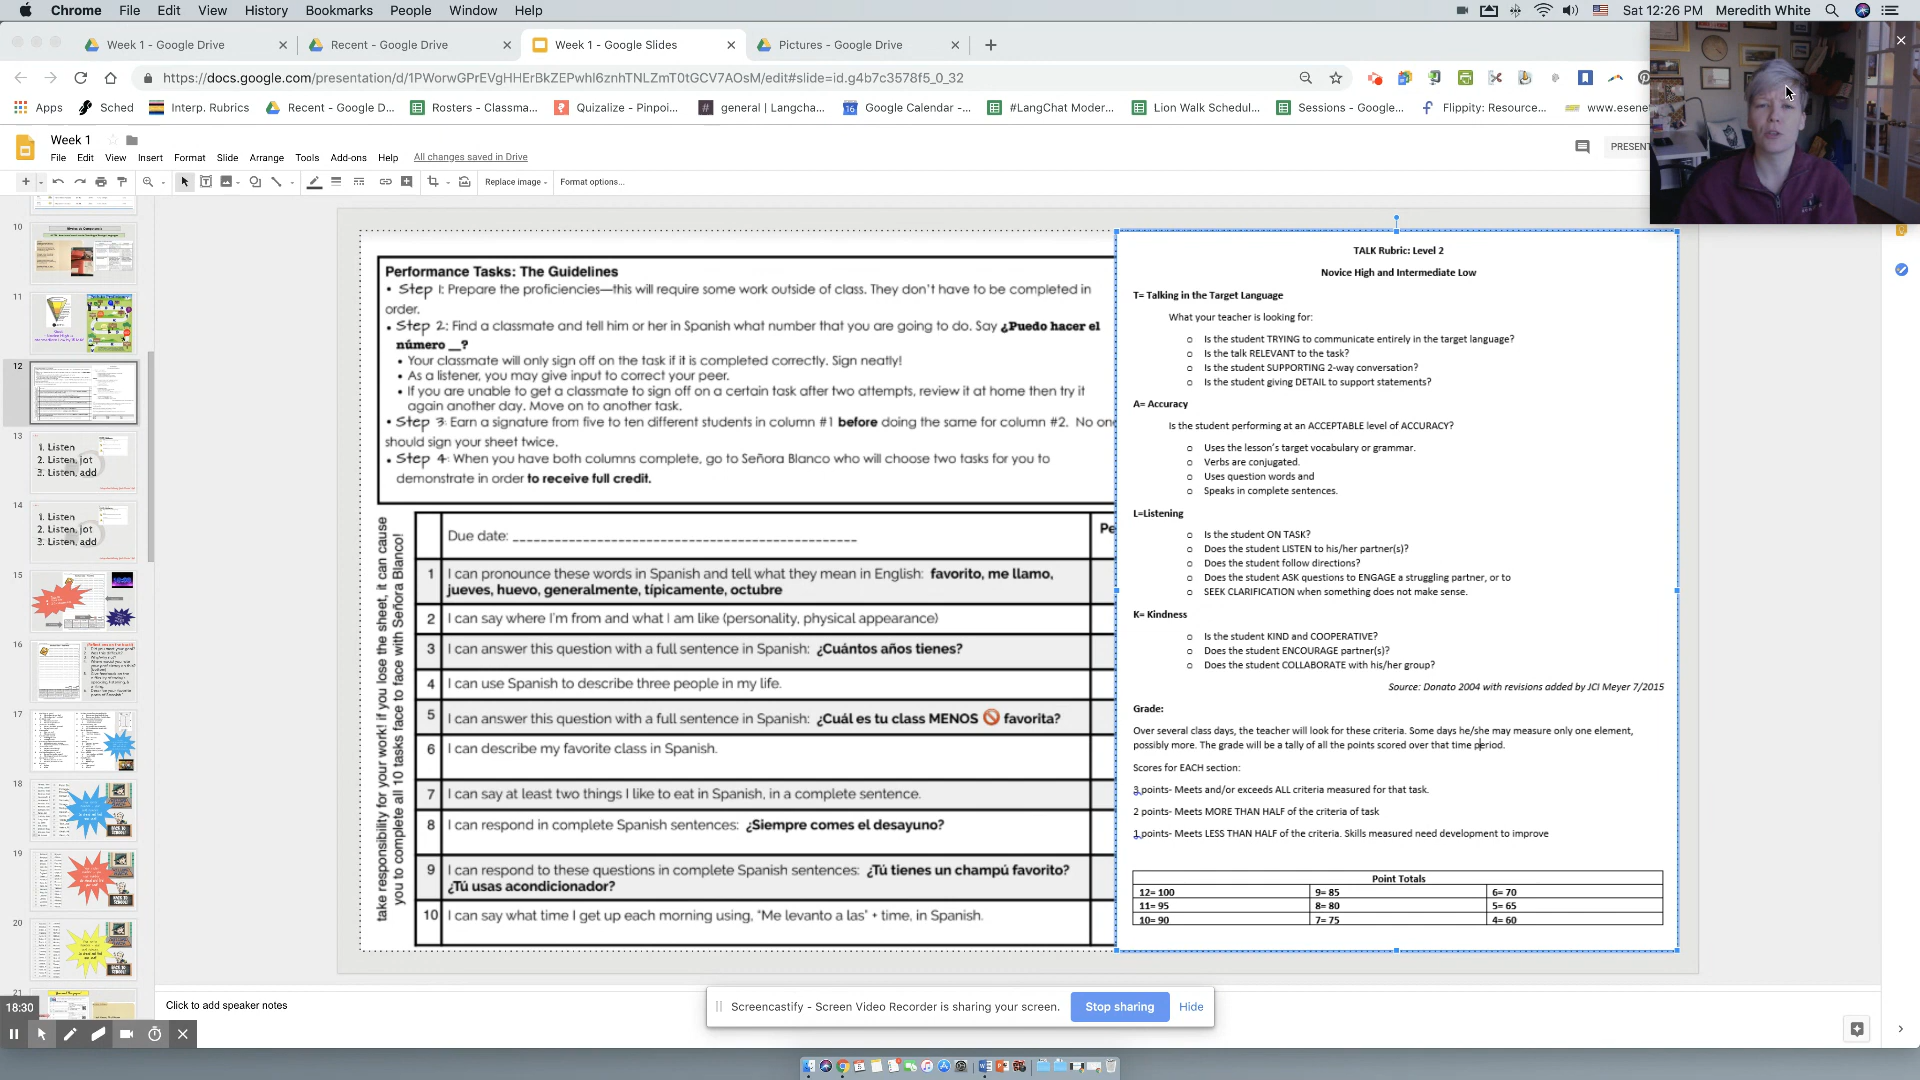 Chrome File Edit View History Bookmarks People Window Help
Sat 12:26 PM Meredith White
Week 1 - Google Drive
Recent - Google Drive
Week 1 - Google Slides
Pictures - Google Drive
https://docs.google.com/presentation/d/1PWorwGPrEVgHHErBkZEPwhl6znhTNLZmT0tGCV7AOsM/edit#slide=id.g4b7c3578f5_0_32
Apps Sched Interp. Rubrics Recent - Google D... Rosters - Classma... Quizalize - Pinpoi... general | Langcha... Google Calendar -... #LangChat Moder... Lion Walk Schedul... Sessions - Google... Flippity: Resource... www.esenet
Week 1
File Edit View Insert Format Slide Arrange Tools Add-ons Help All changes saved in Drive
PRESENT
Replace image Format options...
10
11
12
13
1. Listen
2. Listen, jot
3. Listen, add
14
1. Listen
2. Listen, jot
3. Listen, add
15
16
17
18
19
20
21
Performance Tasks: The Guidelines
• Step 1: Prepare the proficiencies—this will require some work outside of class. They don't have to be completed in
order.
• Step 2: Find a classmate and tell him or her in Spanish what number that you are going to do. Say ¿Puedo hacer el
número __?
• Your classmate will only sign off on the task if it is completed correctly. Sign neatly!
• As a listener, you may give input to correct your peer.
• If you are unable to get a classmate to sign off on a certain task after two attempts, review it at home then try it
again another day. Move on to another task.
• Step 3: Earn a signature from five to ten different students in column #1 before doing the same for column #2. No one
should sign your sheet twice.
• Step 4: When you have both columns complete, go to Señora Blanco who will choose two tasks for you to
demonstrate in order to receive full credit.
take responsibility for your work! if you lose the sheet, it can cause
you to complete all 10 tasks face to face with Señora Blanco!
Due date: ______________________________________________ Pe
1 I can pronounce these words in Spanish and tell what they mean in English: favorito, me llamo,
jueves, huevo, generalmente, típicamente, octubre
2 I can say where I'm from and what I am like (personality, physical appearance)
3 I can answer this question with a full sentence in Spanish: ¿Cuántos años tienes?
4 I can use Spanish to describe three people in my life.
5 I can answer this question with a full sentence in Spanish: ¿Cuál es tu class MENOS favorita?
6 I can describe my favorite class in Spanish.
7 I can say at least two things I like to eat in Spanish, in a complete sentence.
8 I can respond in complete Spanish sentences: ¿Siempre comes el desayuno?
9 I can respond to these questions in complete Spanish sentences: ¿Tú tienes un champú favorito?
¿Tú usas acondicionador?
10 I can say what time I get up each morning using, "Me levanto a las" + time, in Spanish.
TALK Rubric: Level 2
Novice High and Intermediate Low
T= Talking in the Target Language
What your teacher is looking for:
o Is the student TRYING to communicate entirely in the target language?
o Is the talk RELEVANT to the task?
o Is the student SUPPORTING 2-way conversation?
o Is the student giving DETAIL to support statements?
A= Accuracy
Is the student performing at an ACCEPTABLE level of ACCURACY?
o Uses the lesson's target vocabulary or grammar.
o Verbs are conjugated.
o Uses question words and
o Speaks in complete sentences.
L=Listening
o Is the student ON TASK?
o Does the student LISTEN to his/her partner(s)?
o Does the student follow directions?
o Does the student ASK questions to ENGAGE a struggling partner, or to
o SEEK CLARIFICATION when something does not make sense.
K= Kindness
o Is the student KIND and COOPERATIVE?
o Does the student ENCOURAGE partner(s)?
o Does the student COLLABORATE with his/her group?
Source: Donato 2004 with revisions added by JCI Meyer 7/2015
Grade:
Over several class days, the teacher will look for these criteria. Some days he/she may measure only one element,
possibly more. The grade will be a tally of all the points scored over that time period.
Scores for EACH section:
3 points- Meets and/or exceeds ALL criteria measured for that task.
2 points- Meets MORE THAN HALF of the criteria of task
1 points- Meets LESS THAN HALF of the criteria. Skills measured need development to improve
Point Totals
12= 100 9= 85 6= 70
11= 95 8= 80 5= 65
10= 90 7= 75 4= 60
Click to add speaker notes
18:30
Screencastify - Screen Video Recorder is sharing your screen. Stop sharing Hide